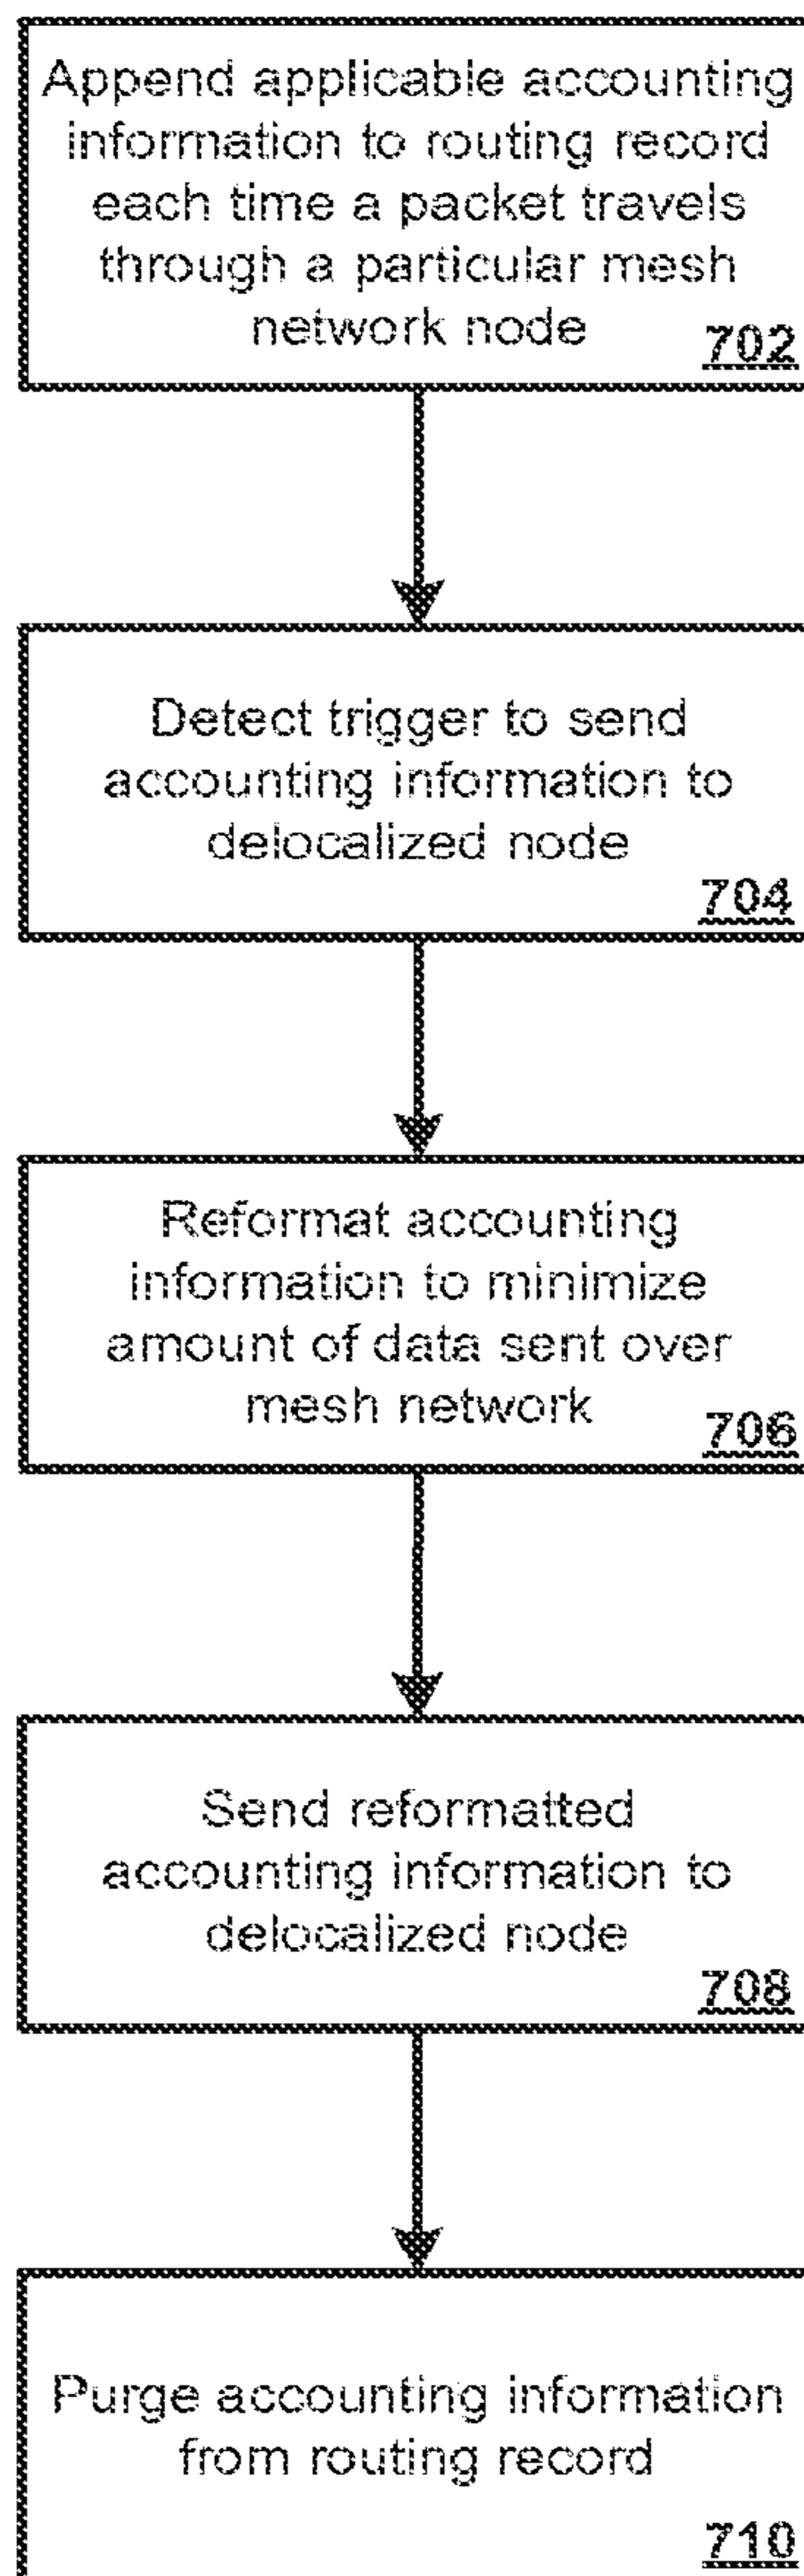 Append applicable accounting
information to routing record
each time a packet travels
through a particular mesh
network node
702
Detect trigger to send
accounting information to
delocalized node
704
Reformat accounting
information to minimize
amount of data sent over
mesh network
706
Send reformatted
accounting information to
delocalized node
708
Purge accounting information
from routing record
710